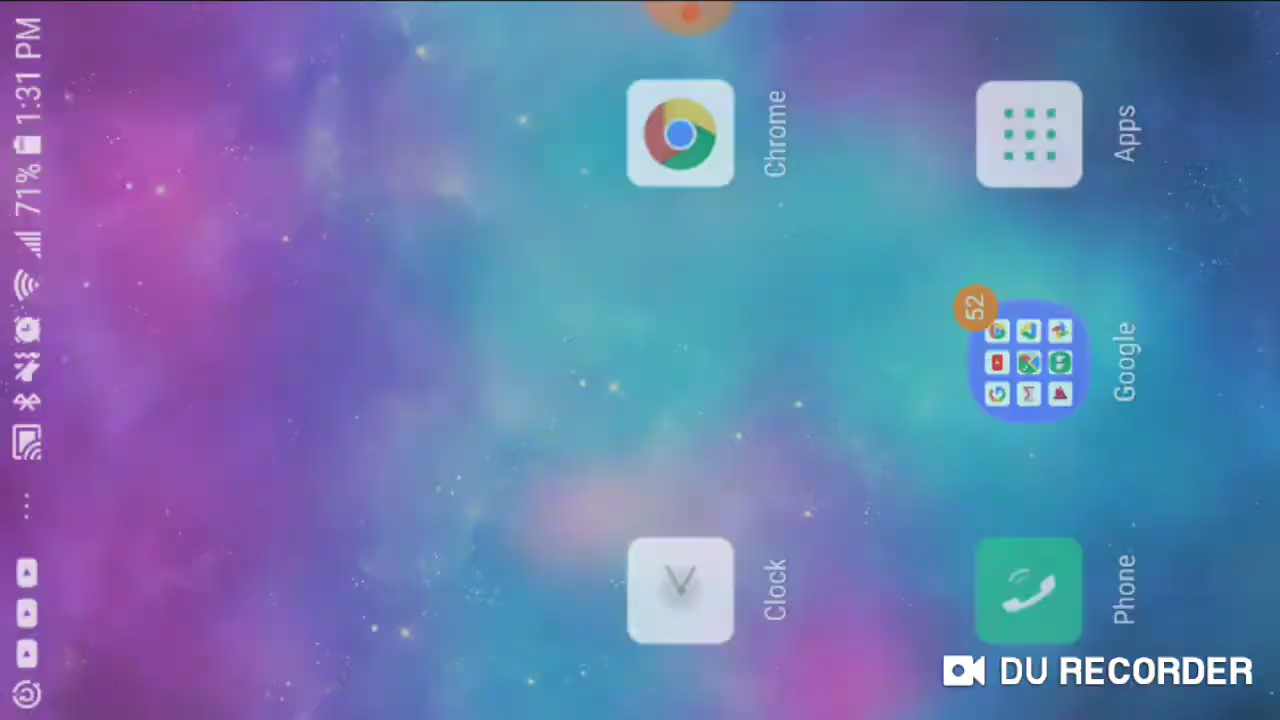 71% 1:31 PM
Clock
Chrome
52
Phone
Google
Apps
DU RECORDER